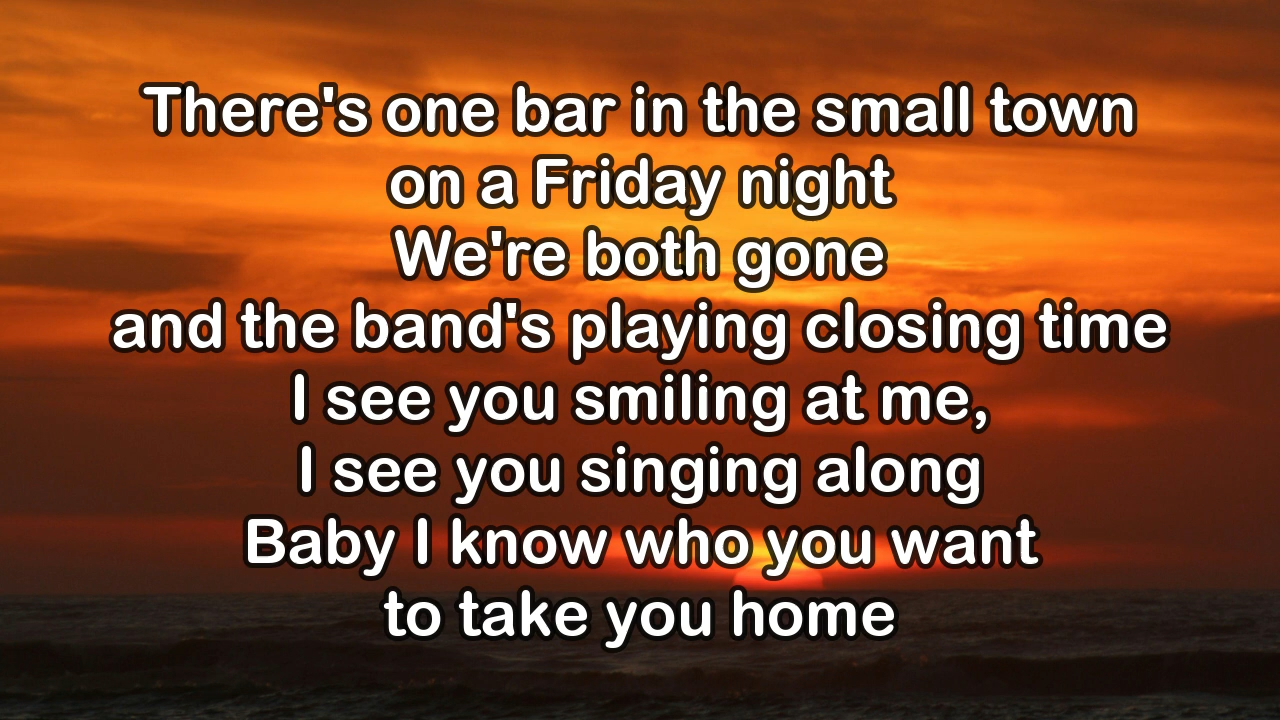 There's one bar in the small town
on a Friday night
We're both gone
and the band's playing closing time
I see you smiling at me,
I see you singing along
Baby I know who you want
to take you home